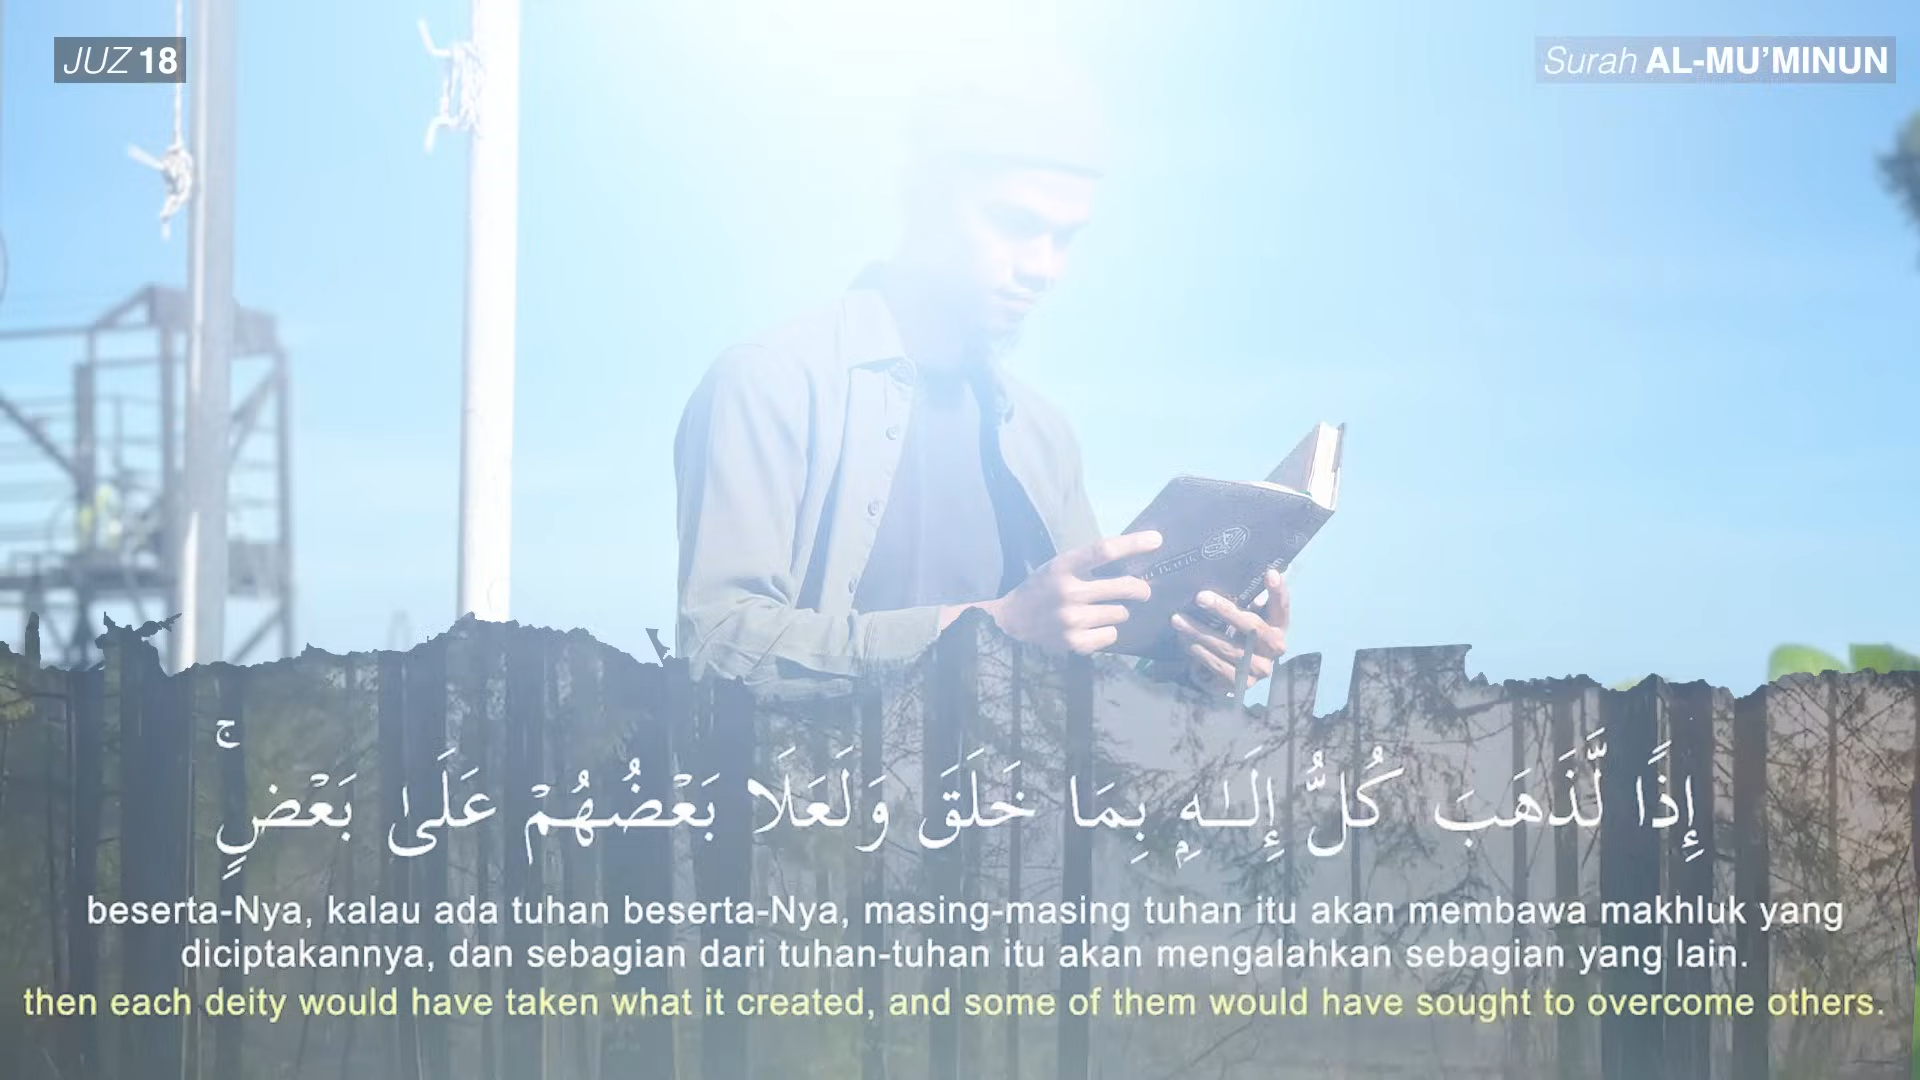 JUZ 18
Surah AL-MU’MINUN
إِذًا لَّذَهَبَ كُلُّ إِلَـٰهٍۭ بِمَا خَلَقَ وَلَعَلَا بَعْضُهُمْ عَلَىٰ بَعْضٍ ۚ
beserta-Nya, kalau ada tuhan beserta-Nya, masing-masing tuhan itu akan membawa makhluk yang
diciptakannya, dan sebagian dari tuhan-tuhan itu akan mengalahkan sebagian yang lain.
then each deity would have taken what it created, and some of them would have sought to overcome others.